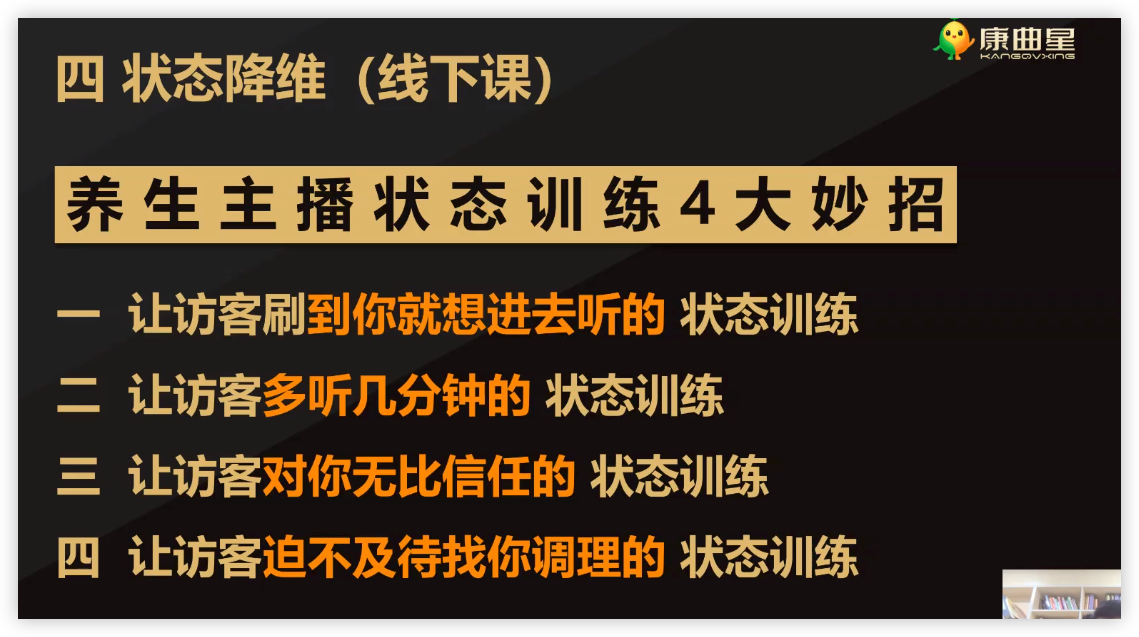 康曲星
KANGQVXING
四 状态降维（线下课）
养生主播状态训练4大妙招
一 让访客刷到你就想进去听的 状态训练
二 让访客多听几分钟的 状态训练
三 让访客对你无比信任的 状态训练
四 让访客迫不及待找你调理的 状态训练